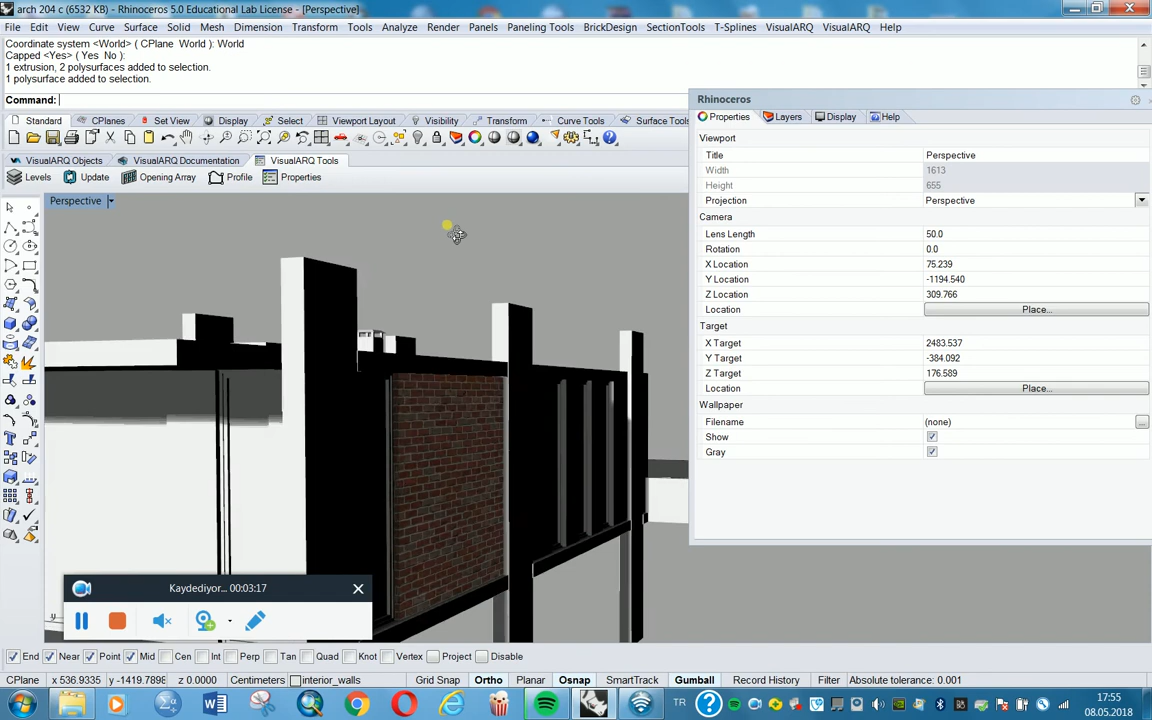 arch 204 c (6532 KB) - Rhinoceros 5.0 Educational Lab License - [Perspective]
File Edit View Curve Surface Solid Mesh Dimension Transform Tools Analyze Render Panels Paneling Tools BrickDesign SectionTools VisualARQ T-Splines VisualARQ VisualARQ Help
Coordinate system <World> ( CPlane World ): World
Capped <Yes> ( Yes No ):
1 extrusion, 2 polysurfaces added to selection.
1 polysurface added to selection.
Command:
Standard CPlanes Set View Display Select Viewport Layout Visibility Transform Curve Tools Surface Tools
VisualARQ Objects VisualARQ Documentation VisualARQ Tools
Levels Update Opening Array Profile Properties
Perspective
Rhinoceros
Properties Layers Display Help
Viewport
Title Perspective
Width 1613
Height 655
Projection Perspective
Camera
Lens Length 50.0
Rotation 0.0
X Location 75.239
Y Location -1194.540
Z Location 309.766
Location Place...
Target
X Target 2483.537
Y Target -384.092
Z Target 176.589
Location Place...
Wallpaper
Filename (none) ...
Show
Gray
Kaydediyor... 00:03:17
y
End Near Point Mid Cen Int Perp Tan Quad Knot Vertex Project Disable
CPlane x 536.9335 y -1419.7898 z 0.0000 Centimeters interior_walls Grid Snap Ortho Planar Osnap SmartTrack Gumball Record History Filter Absolute tolerance: 0.001
TR
17:55
08.05.2018